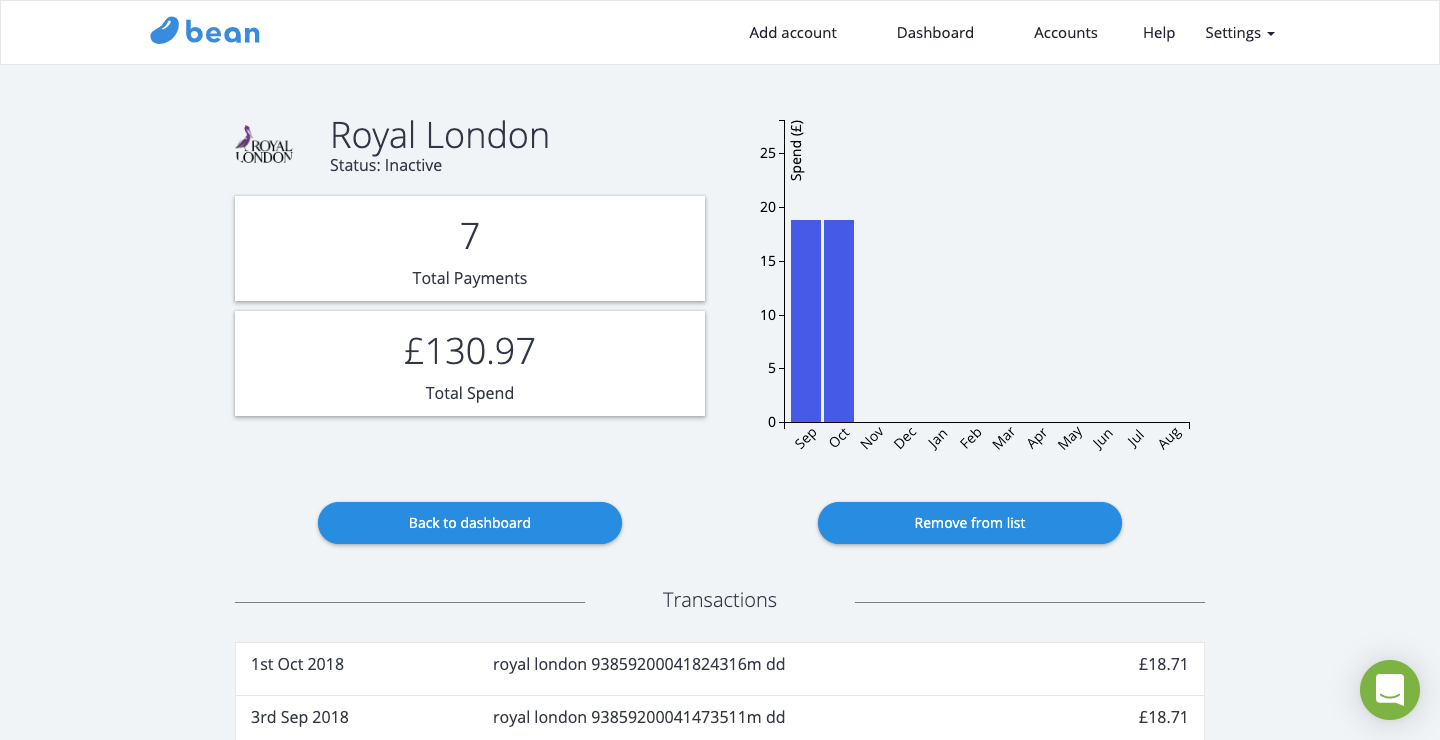 bean
Add account
Dashboard
Accounts
Help
Settings
ROYAL
LONDON
Royal London
Status: Inactive
7
Total Payments
£130.97
Total Spend
Spend (£)
25
20
15
10
5
0
Sep
Oct
Nov
Dec
Jan
Feb
Mar
Apr
May
Jun
Jul
Aug
Back to dashboard
Remove from list
Transactions
1st Oct 2018 royal london 93859200041824316m dd £18.71
3rd Sep 2018 royal london 93859200041473511m dd £18.71